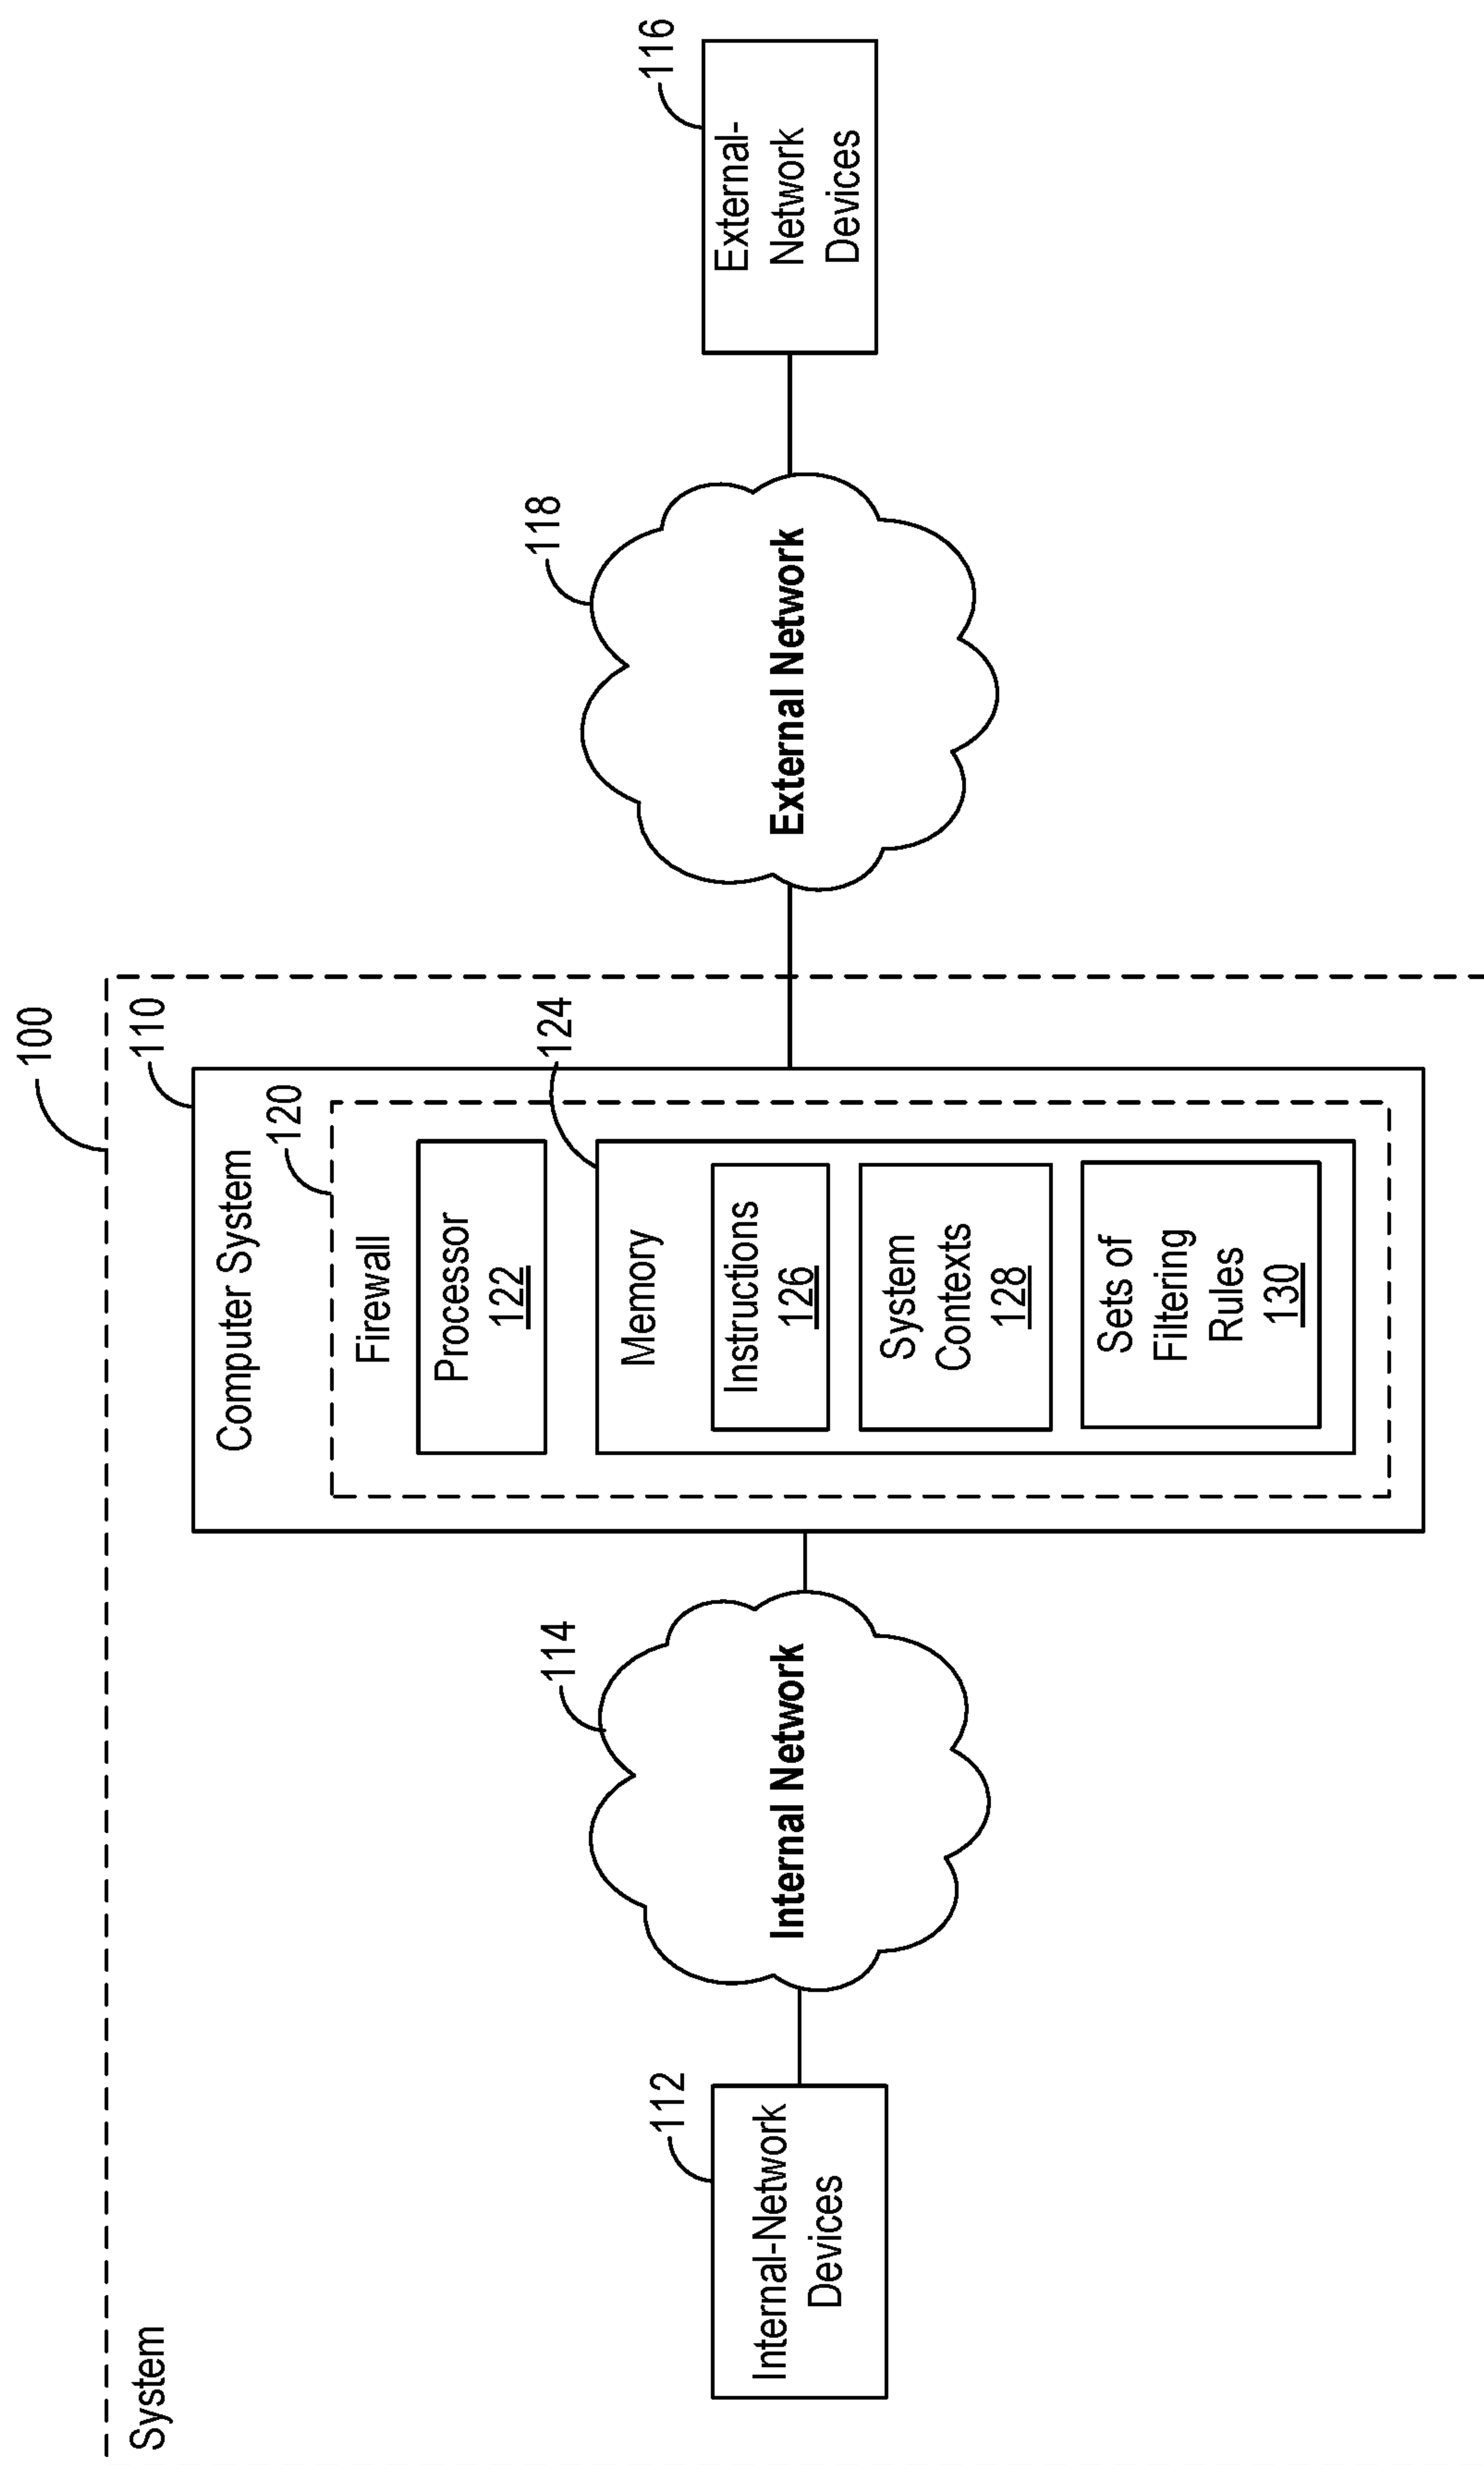 100
System
110
Computer System
120
Firewall
Processor
122
124
Memory
Instructions
126
System
Contexts
128
Sets of
Filtering
Rules
130
112
Internal-Network
Devices
114
Internal Network
118
External Network
116
External-
Network
Devices